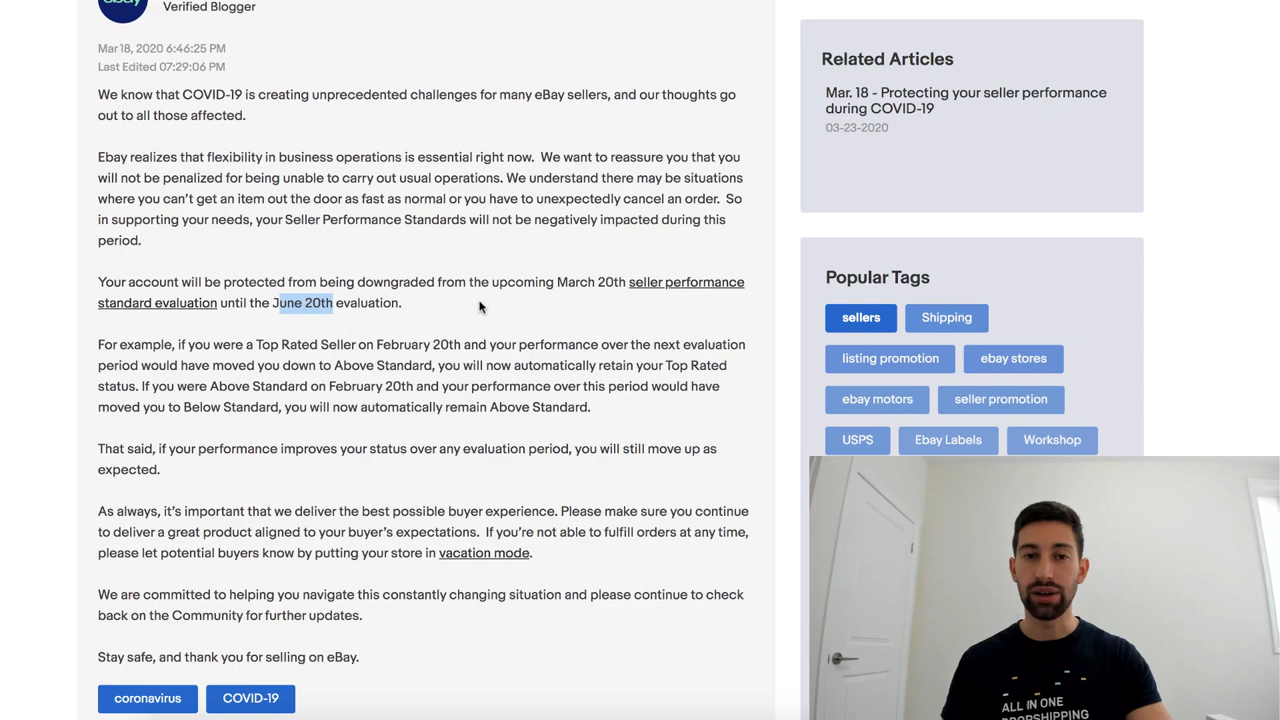 Verified Blogger
Mar 18, 2020 6:46:25 PM
Last Edited 07:29:06 PM
We know that COVID-19 is creating unprecedented challenges for many eBay sellers, and our thoughts go
out to all those affected.
Ebay realizes that flexibility in business operations is essential right now.  We want to reassure you that you
will not be penalized for being unable to carry out usual operations. We understand there may be situations
where you can't get an item out the door as fast as normal or you have to unexpectedly cancel an order.  So
in supporting your needs, your Seller Performance Standards will not be negatively impacted during this
period.
Your account will be protected from being downgraded from the upcoming March 20th seller performance
standard evaluation until the June 20th evaluation.
For example, if you were a Top Rated Seller on February 20th and your performance over the next evaluation
period would have moved you down to Above Standard, you will now automatically retain your Top Rated
status. If you were Above Standard on February 20th and your performance over this period would have
moved you to Below Standard, you will now automatically remain Above Standard.
That said, if your performance improves your status over any evaluation period, you will still move up as
expected.
As always, it's important that we deliver the best possible buyer experience. Please make sure you continue
to deliver a great product aligned to your buyer's expectations.  If you're not able to fulfill orders at any time,
please let potential buyers know by putting your store in vacation mode.
We are committed to helping you navigate this constantly changing situation and please continue to check
back on the Community for further updates.
Stay safe, and thank you for selling on eBay.
coronavirus
COVID-19
Related Articles
Mar. 18 - Protecting your seller performance
during COVID-19
03-23-2020
Popular Tags
sellers
Shipping
listing promotion
ebay stores
ebay motors
seller promotion
USPS
Ebay Labels
Workshop
ALL IN ONE
DROPSHIPPING